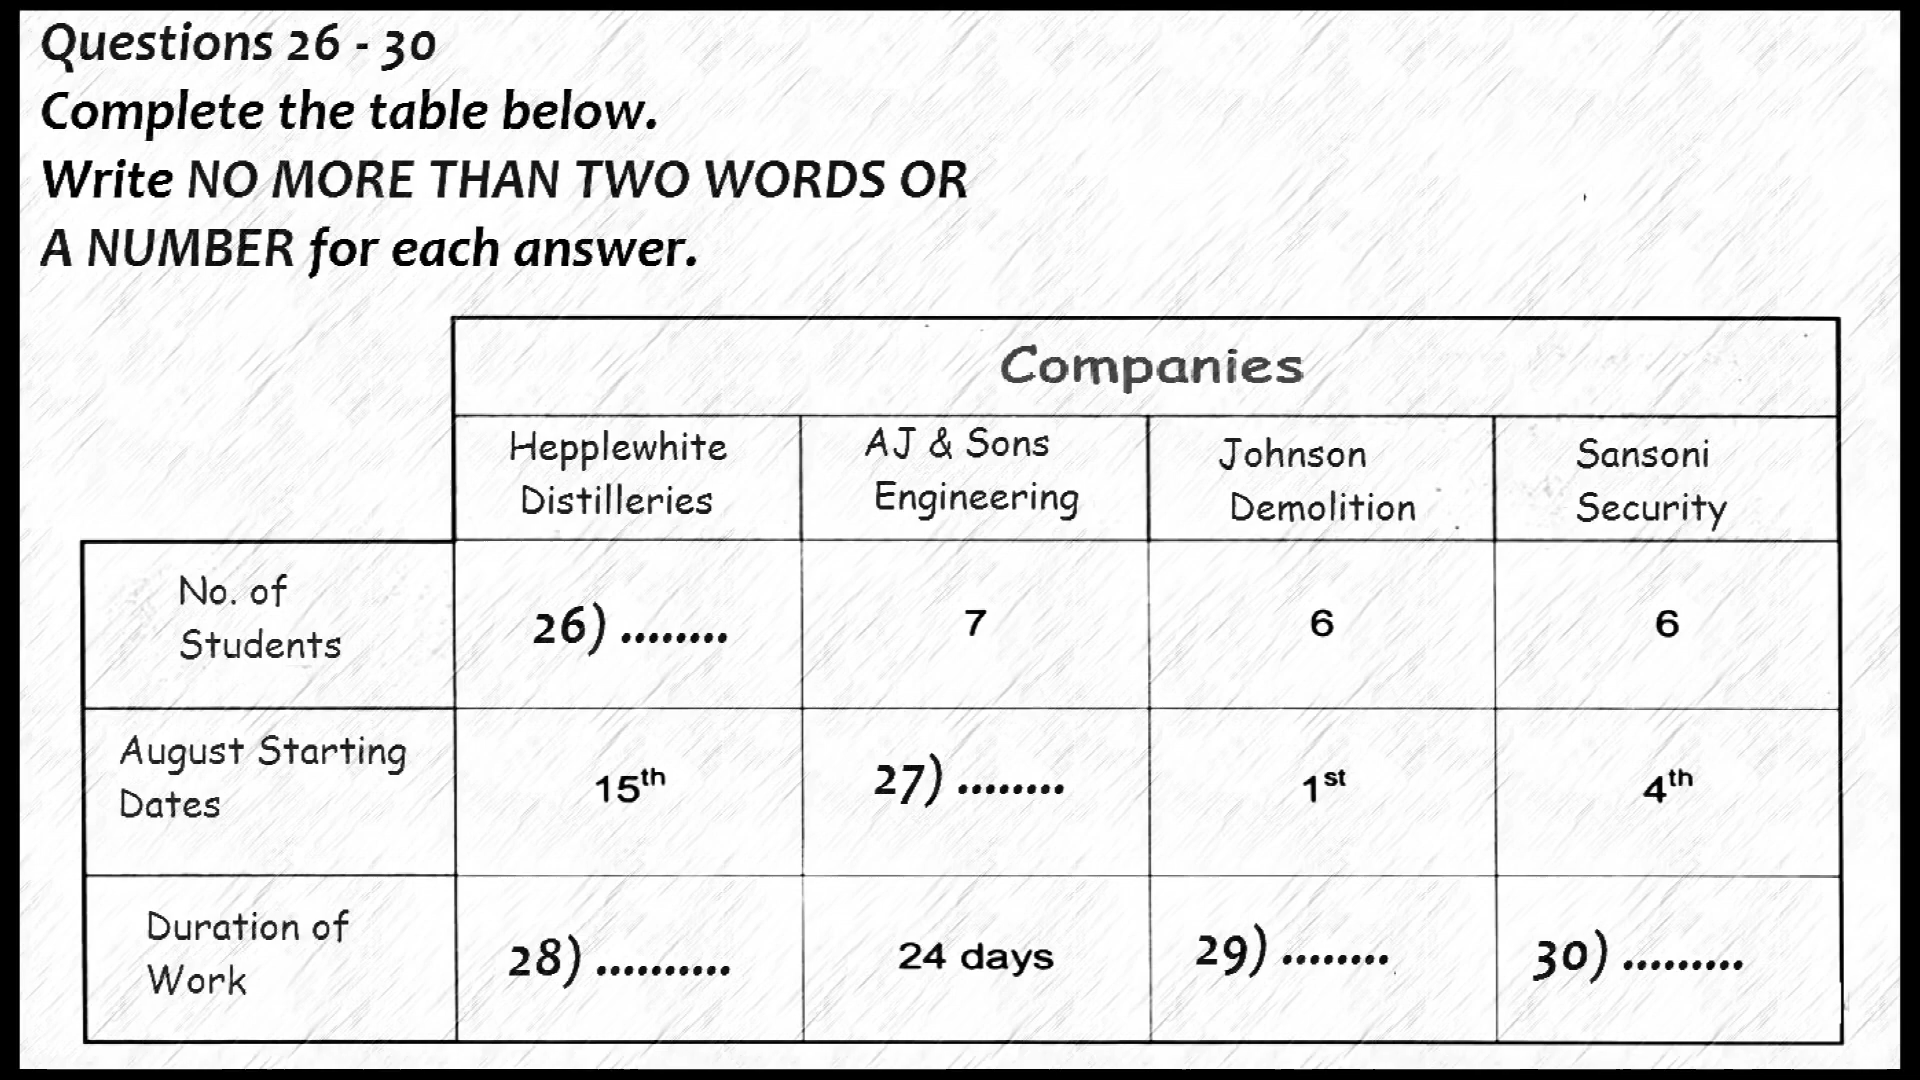 Questions 26 - 30
Complete the table below.
Write NO MORE THAN TWO WORDS OR
A NUMBER for each answer.
Companies
Hepplewhite
Distilleries
AJ & Sons
Engineering
Johnson
Demolition
Sansoni
Security
No. of
Students
26) ........
7
6
6
August Starting
Dates
15th
27) ........
1st
4th
Duration of
Work
28) ..........
24 days
29) ........
30) .........